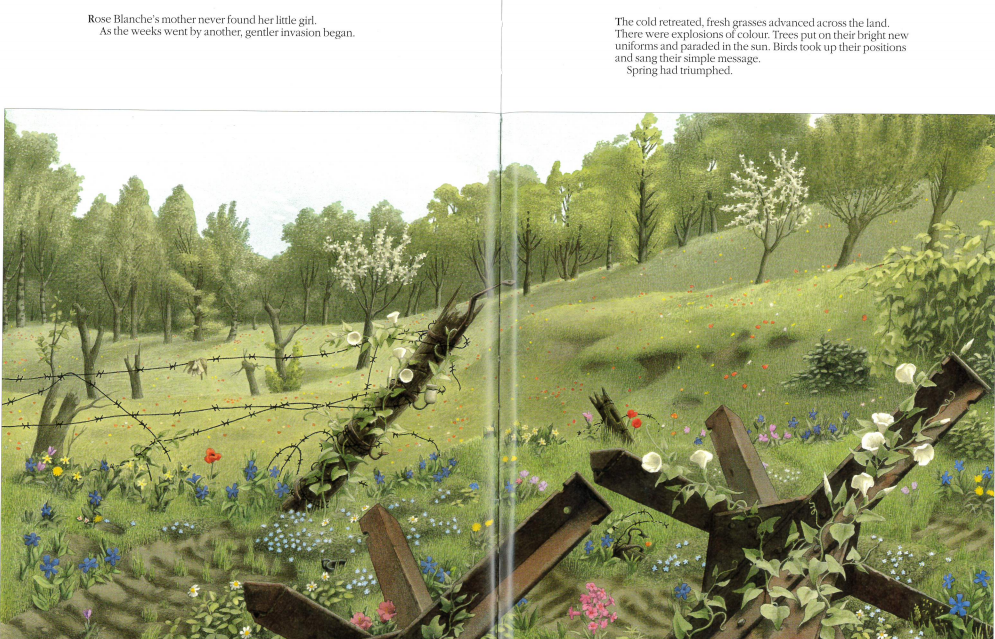 Rose Blanche's mother never found her little girl.
As the weeks went by another, gentler invasion began.
The cold retreated, fresh grasses advanced across the land.
There were explosions of colour. Trees put on their bright new
uniforms and paraded in the sun. Birds took up their positions
and sang their simple message.
Spring had triumphed.